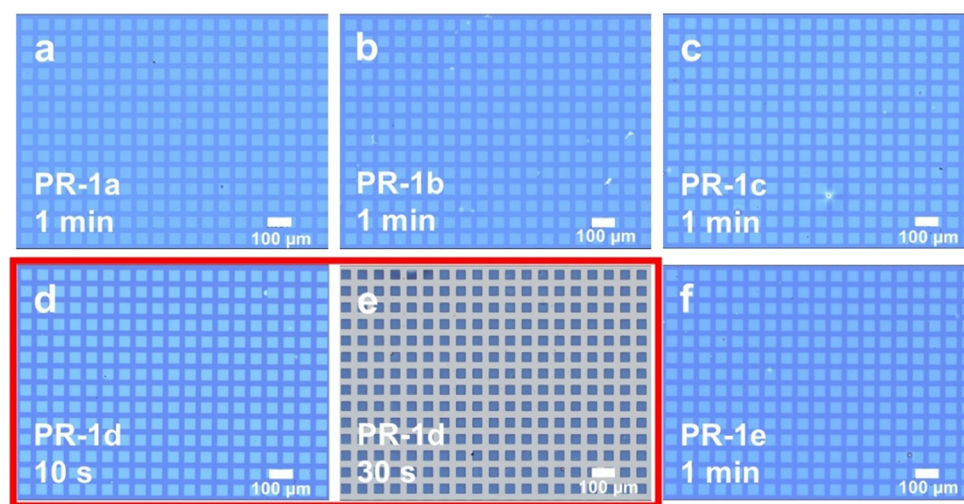 a
PR-1a
1 min
100 µm
b
PR-1b
1 min
100 µm
c
PR-1c
1 min
100 µm
d
PR-1d
10 s
100 µm
e
PR-1d
30 s
100 µm
f
PR-1e
1 min
100 µm